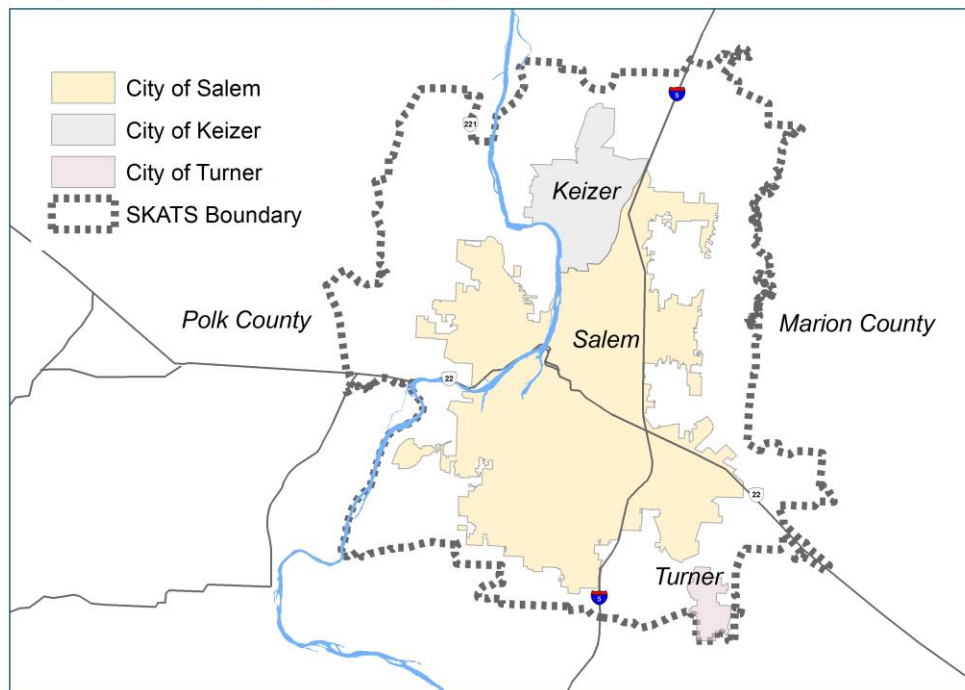 City of Salem
City of Keizer
City of Turner
SKATS Boundary
5
221
Keizer
Polk County
Salem
Marion County
22
22
Turner
5